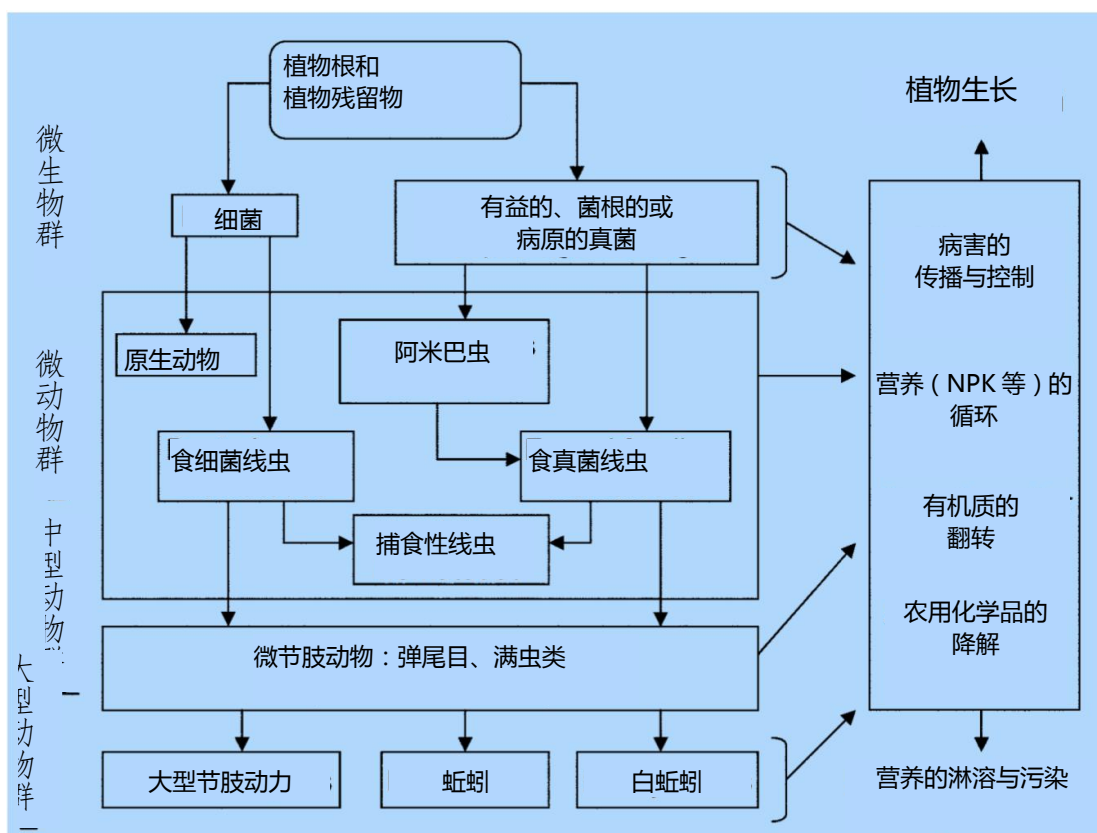 植物根和
植物残留物
植物生长
微生物群
细菌
有益的、菌根的或
病原的真菌
病害的
传播与控制
微动物群
原生动物
阿米巴虫
营养（NPK 等）的
循环
食细菌线虫
食真菌线虫
中型动物群
捕食性线虫
有机质的
翻转
农用化学品的
降解
微节肢动物：弹尾目、满虫类
大型动物群
大型节肢动力
蚯蚓
白蚯蚓
营养的淋溶与污染